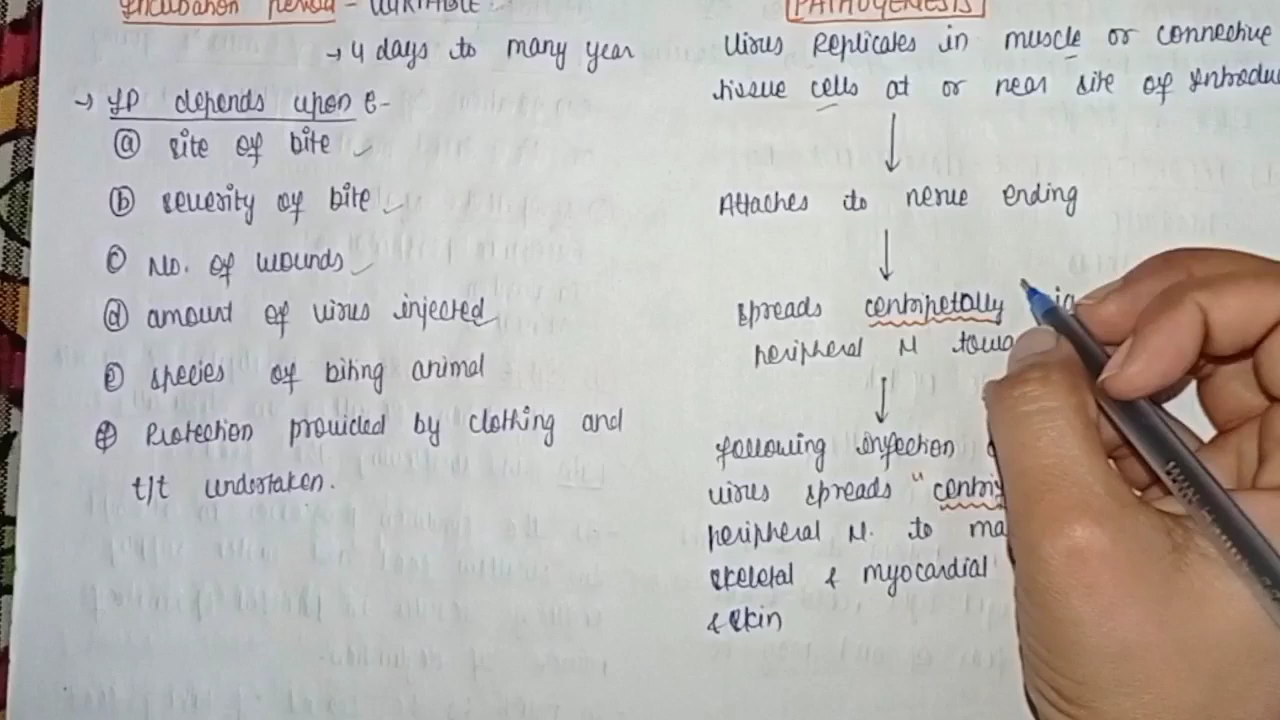 Incubation Period - VARIABLE
→ 4 days to many year
→ IP depends upon :-
(a) site of bite
(b) severity of bite
(c) No. of wounds
(d) amount of virus injected
(e) species of biting animal
(f) Protection provided by clothing and
t/t undertaken.
PATHOGENESIS
Virus Replicates in muscle or connective
tissue cells at or near site of
↓
Attaches to nerve ending
↓
spreads centripetally
peripheral N
↓
following infection
virus spreads "
peripheral N. to
skeletal & myocardial
& skin